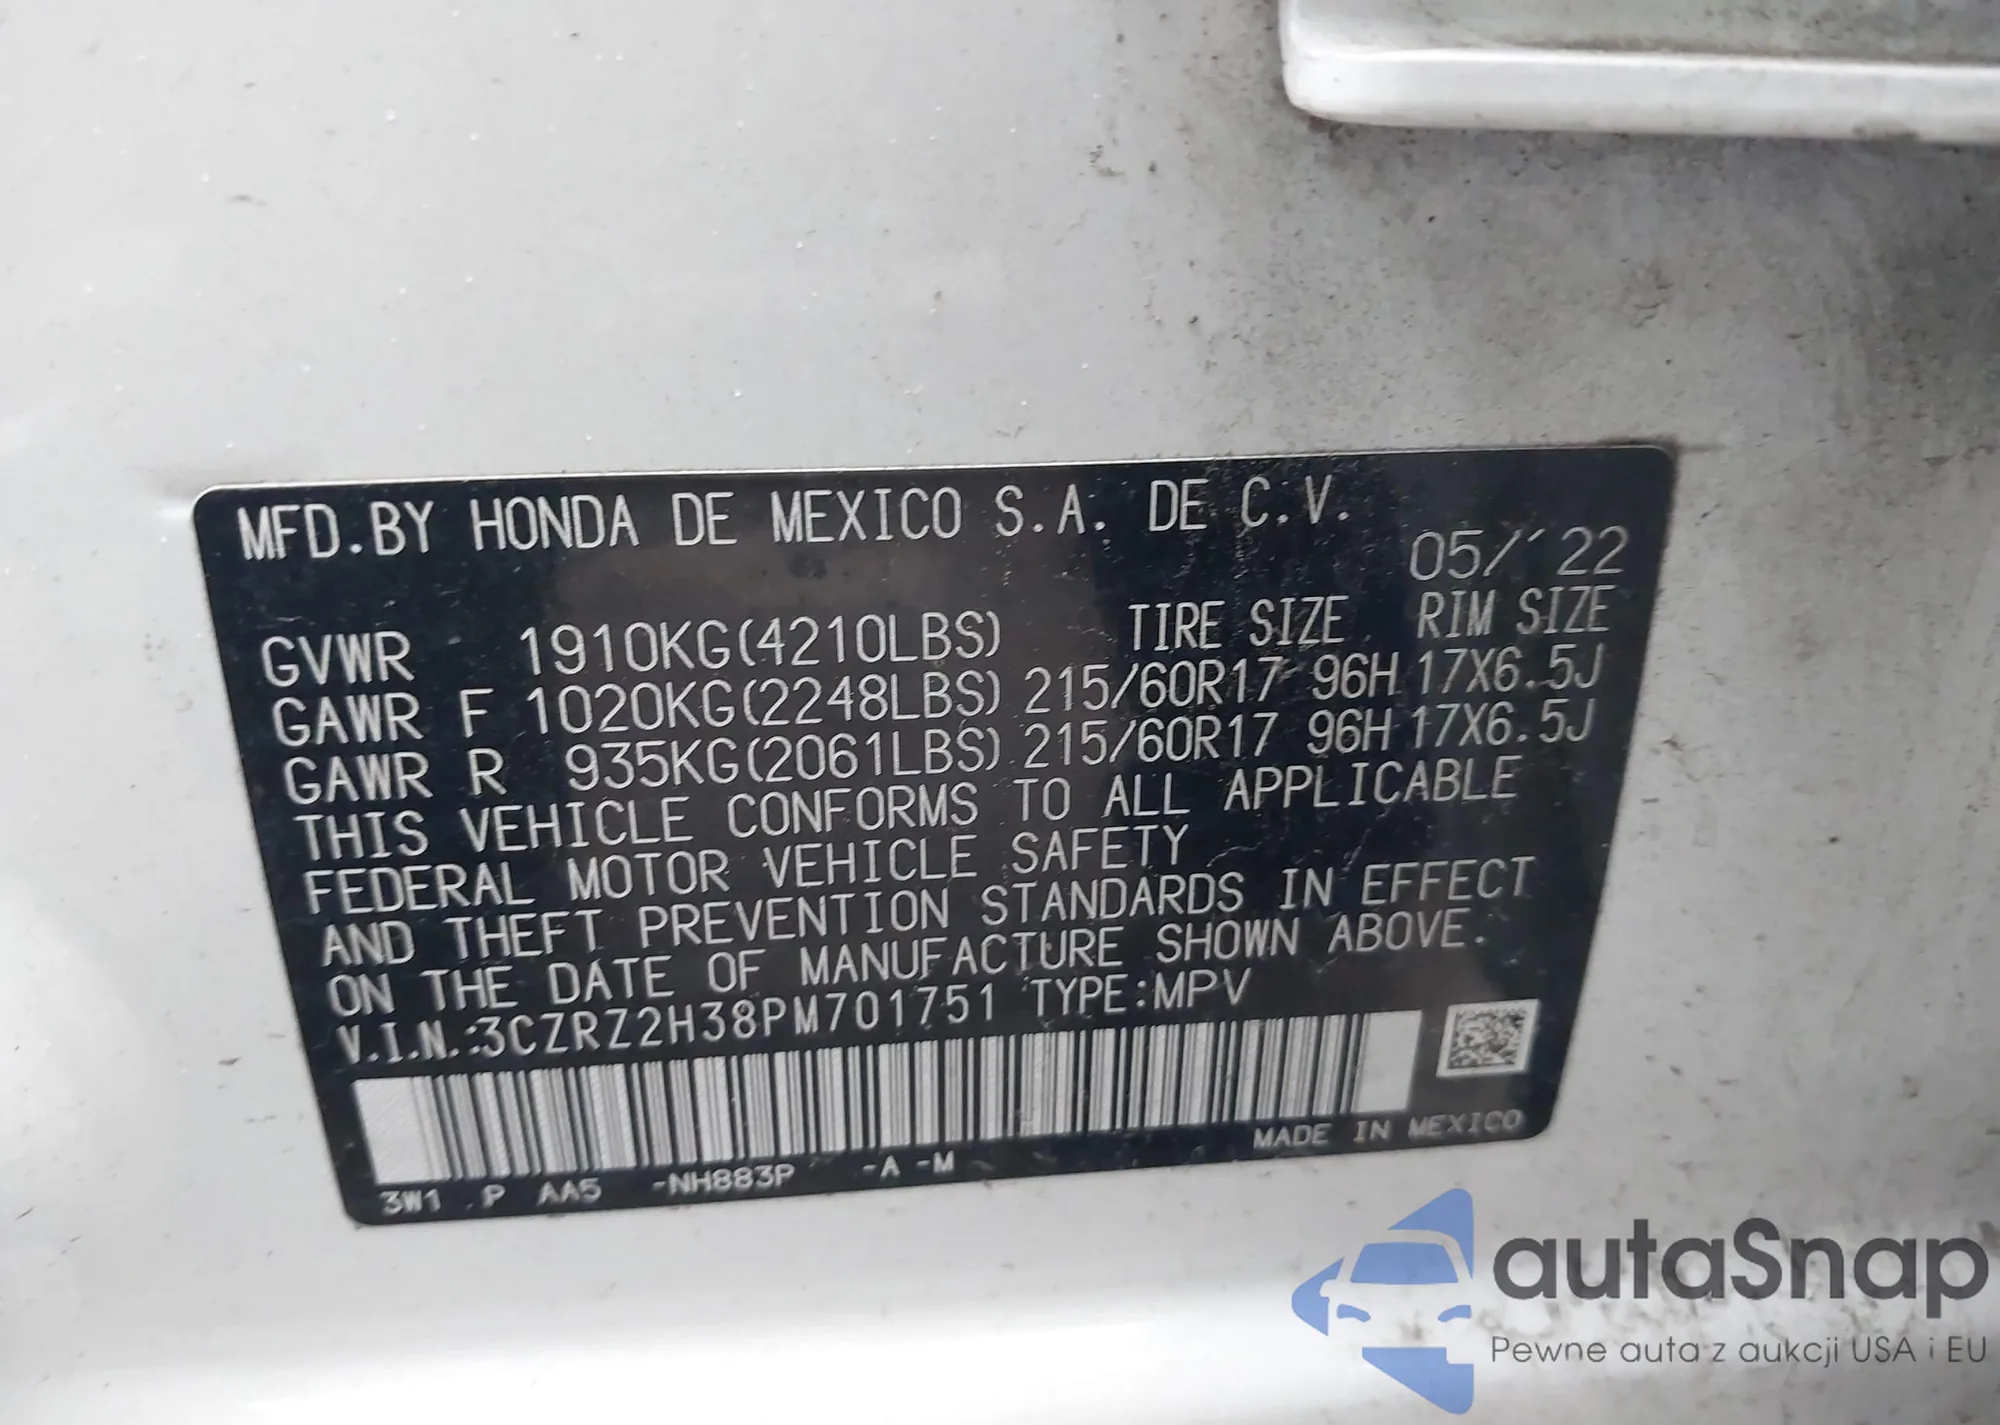 MFD.BY HONDA DE MEXICO S.A. DE C.V.
05/'22
GVWR 1910KG(4210LBS) TIRE SIZE RIM SIZE
GAWR F 1020KG(2248LBS) 215/60R17 96H 17X6.5J
GAWR R 935KG(2061LBS) 215/60R17 96H 17X6.5J
THIS VEHICLE CONFORMS TO ALL APPLICABLE
FEDERAL MOTOR VEHICLE SAFETY
AND THEFT PREVENTION STANDARDS IN EFFECT
ON THE DATE OF MANUFACTURE SHOWN ABOVE.
V.I.N.:3CZRZ2H38PM701751 TYPE:MPV
MADE IN MEXICO
3W1 .P AA5 -NH883P -A -M
autaSnap
Pewne auta z aukcji USA i EU